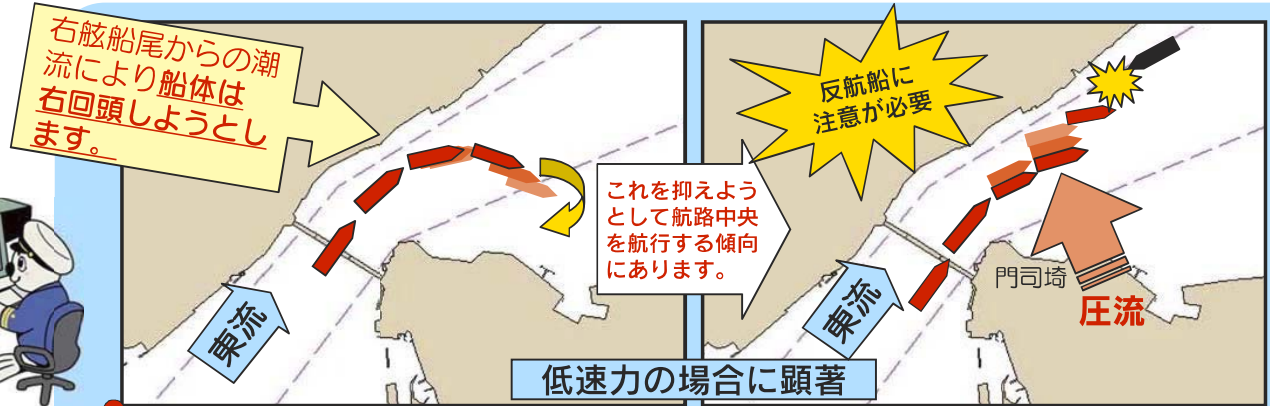 右舷船尾からの潮
流により船体は
右回頭しようとし
ます。
東流
これを抑えよう
として航路中央
を航行する傾向
にあります。
反航船に
注意が必要
東流
門司埼
圧流
低速力の場合に顕著